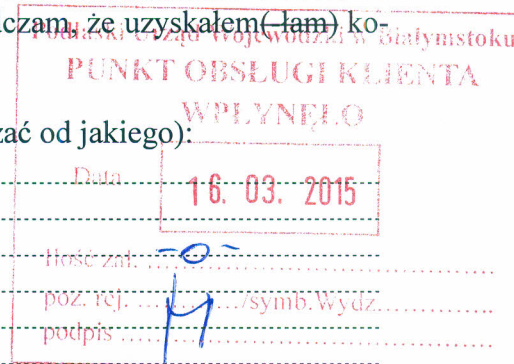 czam, że uzyskałem(-łam) ko-
Podlaski Urząd Wojewódzki w Białymstoku
PUNKT OBSŁUGI KLIENTA
WPŁYNĘŁO
zać od jakiego):
Data 16. 03. 2015
Ilość zał. -0-
poz. rej. ............/symb.Wydz..............
podpis